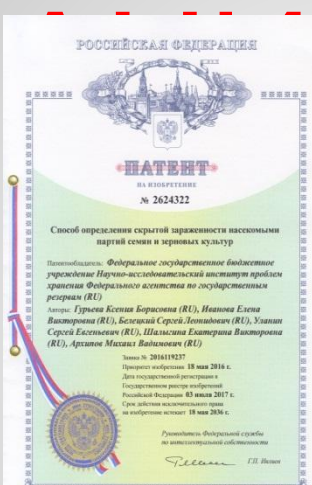 РОССИЙСКАЯ ФЕДЕРАЦИЯ
ПАТЕНТ
НА ИЗОБРЕТЕНИЕ
№ 2624322
Способ определения скрытой зараженности насекомыми
партий семян и зерновых культур
Патентообладатель: Федеральное государственное бюджетное
учреждение Научно-исследовательский институт проблем
хранения Федерального агентства по государственным
резервам (RU)
Авторы: Гурьева Ксения Борисовна (RU), Иванова Елена
Викторовна (RU), Белецкий Сергей Леонидович (RU), Уланин
Сергей Евгеньевич (RU), Шалыгина Екатерина Викторовна
(RU), Архипов Михаил Вадимович (RU)
Заявка № 2016119237
Приоритет изобретения 18 мая 2016 г.
Дата государственной регистрации в
Государственном реестре изобретений
Российской Федерации 03 июля 2017 г.
Срок действия исключительного права
на изобретение истекает 18 мая 2036 г.
Руководитель Федеральной службы
по интеллектуальной собственности
Г.П. Ивлиев